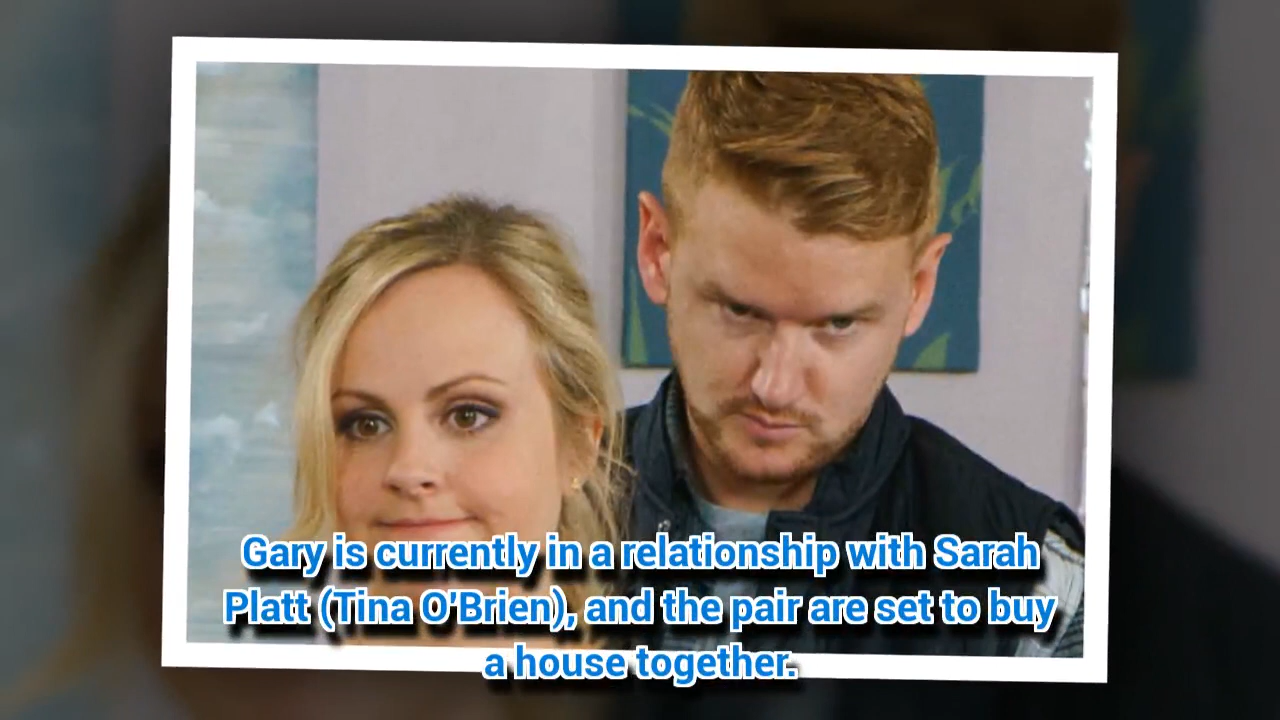 Gary is currently in a relationship with Sarah
Platt (Tina O'Brien), and the pair are set to buy
a house together.